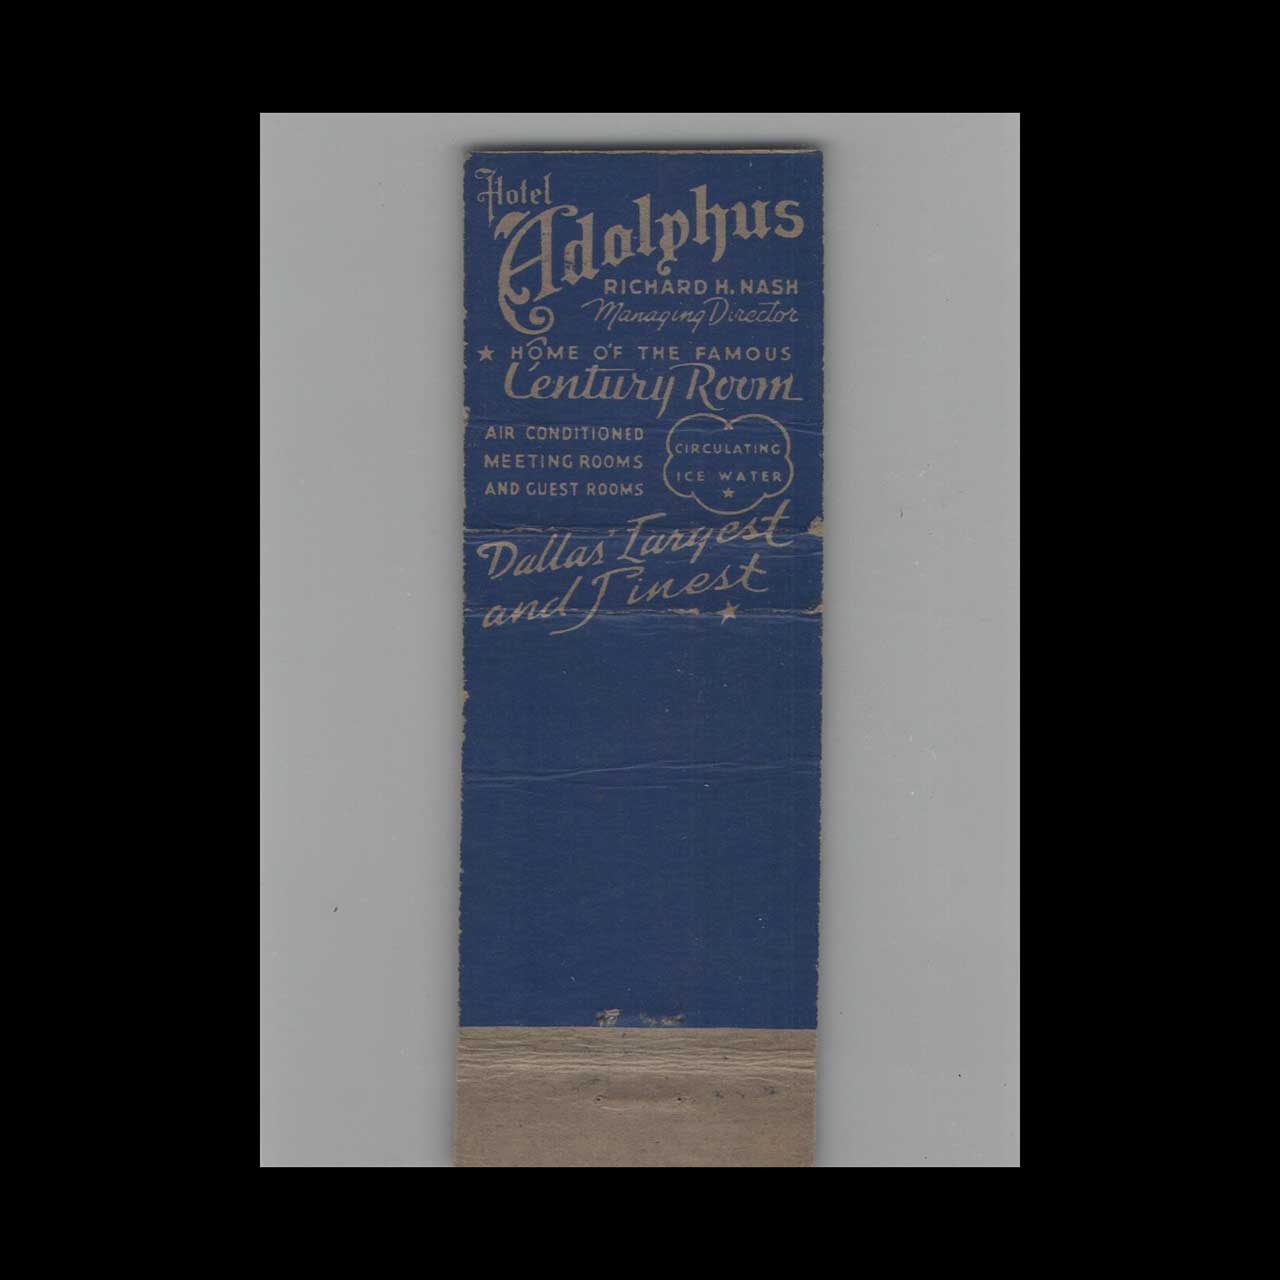 Hotel
Adolphus
RICHARD H. NASH
Managing Director
★ HOME OF THE FAMOUS
Century Room
AIR CONDITIONED
MEETING ROOMS
AND GUEST ROOMS
CIRCULATING
ICE WATER
★
Dallas' Largest
and Finest
★